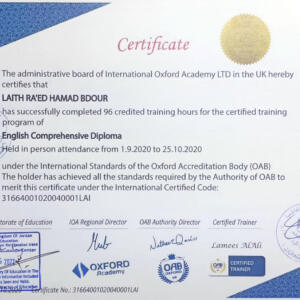 Certificate
The administrative board of International Oxford Academy LTD in the UK hereby
certifies that
LAITH RA'ED HAMAD BDOUR
has successfully completed 96 credited training hours for the certified training
program of
English Comprehensive Diploma
Held in person attendance from 1.9.2020 to 25.10.2020
under the International Standards of the Oxford Accreditation Body (OAB)
The holder has achieved all the standards required by the Authority of OAB to
merit this certificate under the International Certified Code:
31664001020040001LAI
torate of Education
IQA Regional Director
OAB Authority Director
Certified Trainer
Lamees AlAli
OXFORD
Academy
OAB
CERTIFIED
TRAINER
Certificate No.: 31664001020040001LAI